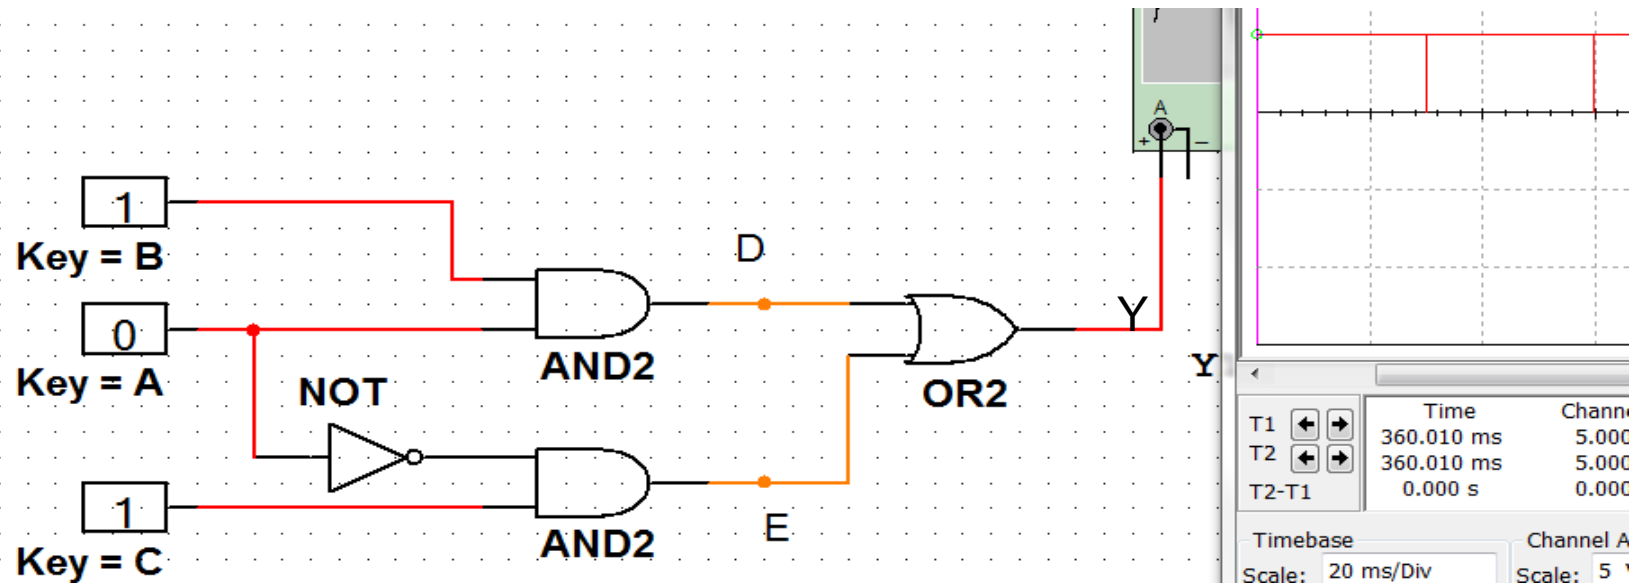 A
+ −
1
Key = B
D
0
Key = A
AND2
Y
NOT
OR2
Y
1
Key = C
AND2
E
Time Channe
T1 360.010 ms 5.000
T2 360.010 ms 5.000
T2-T1 0.000 s 0.000
Timebase Channel A
Scale: 20 ms/Div Scale: 5